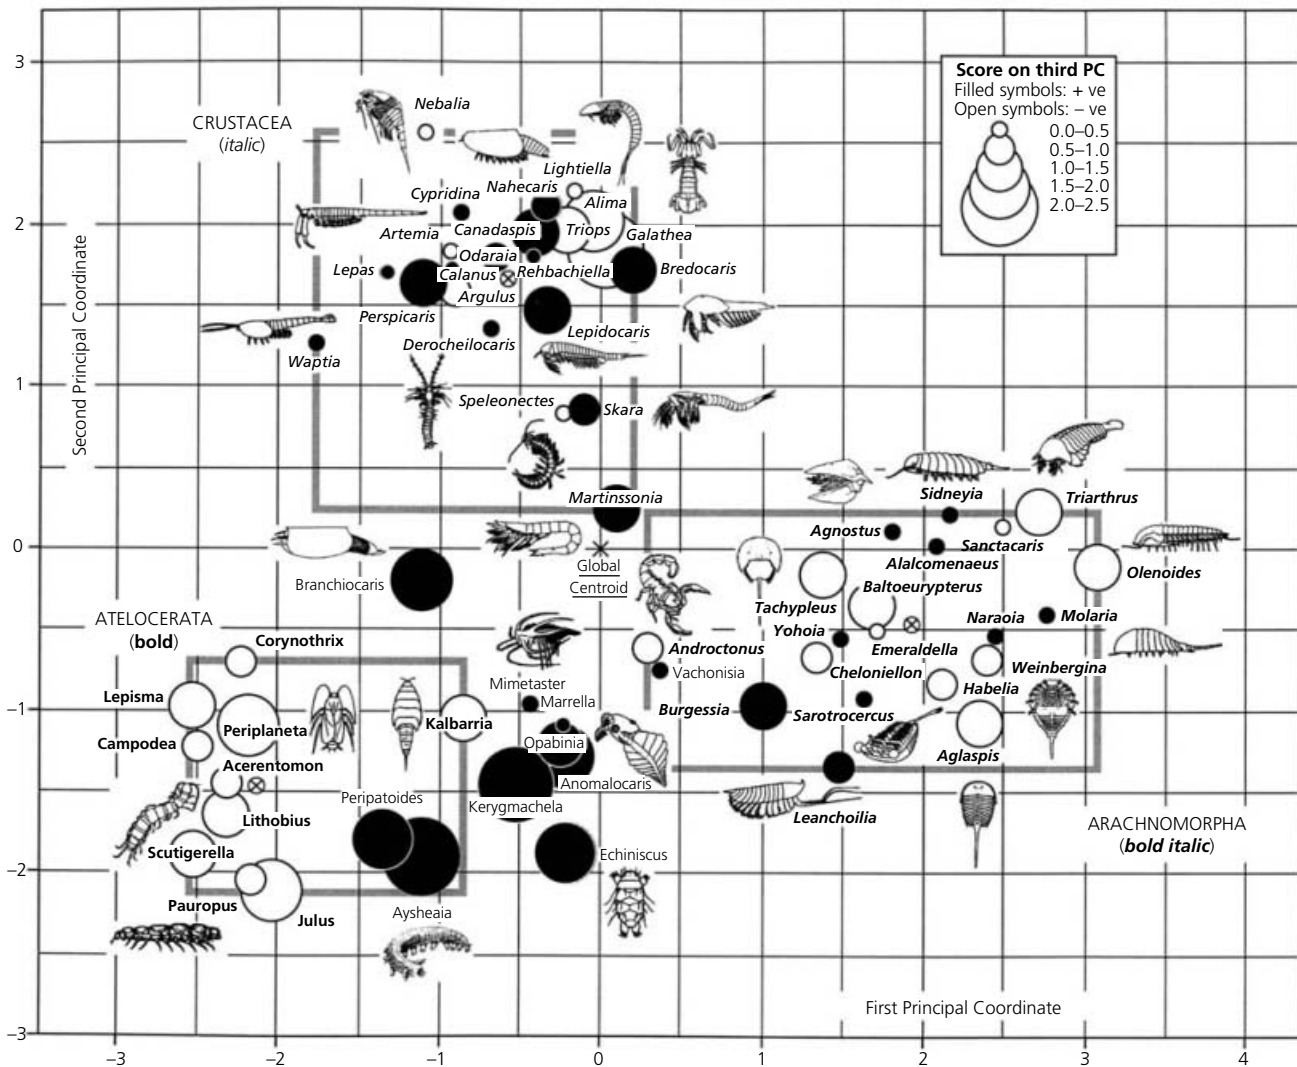 3
2
1
0
–1
–2
–3
Second Principal Coordinate
Score on third PC
Filled symbols: + ve
Open symbols: – ve
0.0–0.5
0.5–1.0
1.0–1.5
1.5–2.0
2.0–2.5
CRUSTACEA
(italic)
Nebalia
Lightiella
Nahecaris
Cypridina
Alima
Artemia
Canadaspis
Triops
Galathea
Odaraia
Lepas
Calanus
Rehbachiella
Bredocaris
Argulus
Perspicaris
Lepidocaris
Derocheilocaris
Waptia
Speleonectes
Skara
Martinssonia
Sidneyia
Triarthrus
Agnostus
Sanctacaris
Alalcomenaeus
Olenoides
Global
Centroid
Branchiocaris
Baltoeurypterus
Tachypleus
Naraoia
Molaria
Yohoia
Emeraldella
ATELOCERATA
(bold)
Corynothrix
Androctonus
Vachonisia
Cheloniellon
Weinbergina
Mimetaster
Habelia
Lepisma
Marrella
Burgessia
Sarotrocercus
Periplaneta
Kalbarria
Campodea
Opabinia
Aglaspis
Acerentomon
Anomalocaris
Peripatoides
Kerygmachela
Leanchoilia
Lithobius
ARACHNOMORPHA
(bold italic)
Scutigerella
Echiniscus
Pauropus
Julus
Aysheaia
First Principal Coordinate
–3
–2
–1
0
1
2
3
4